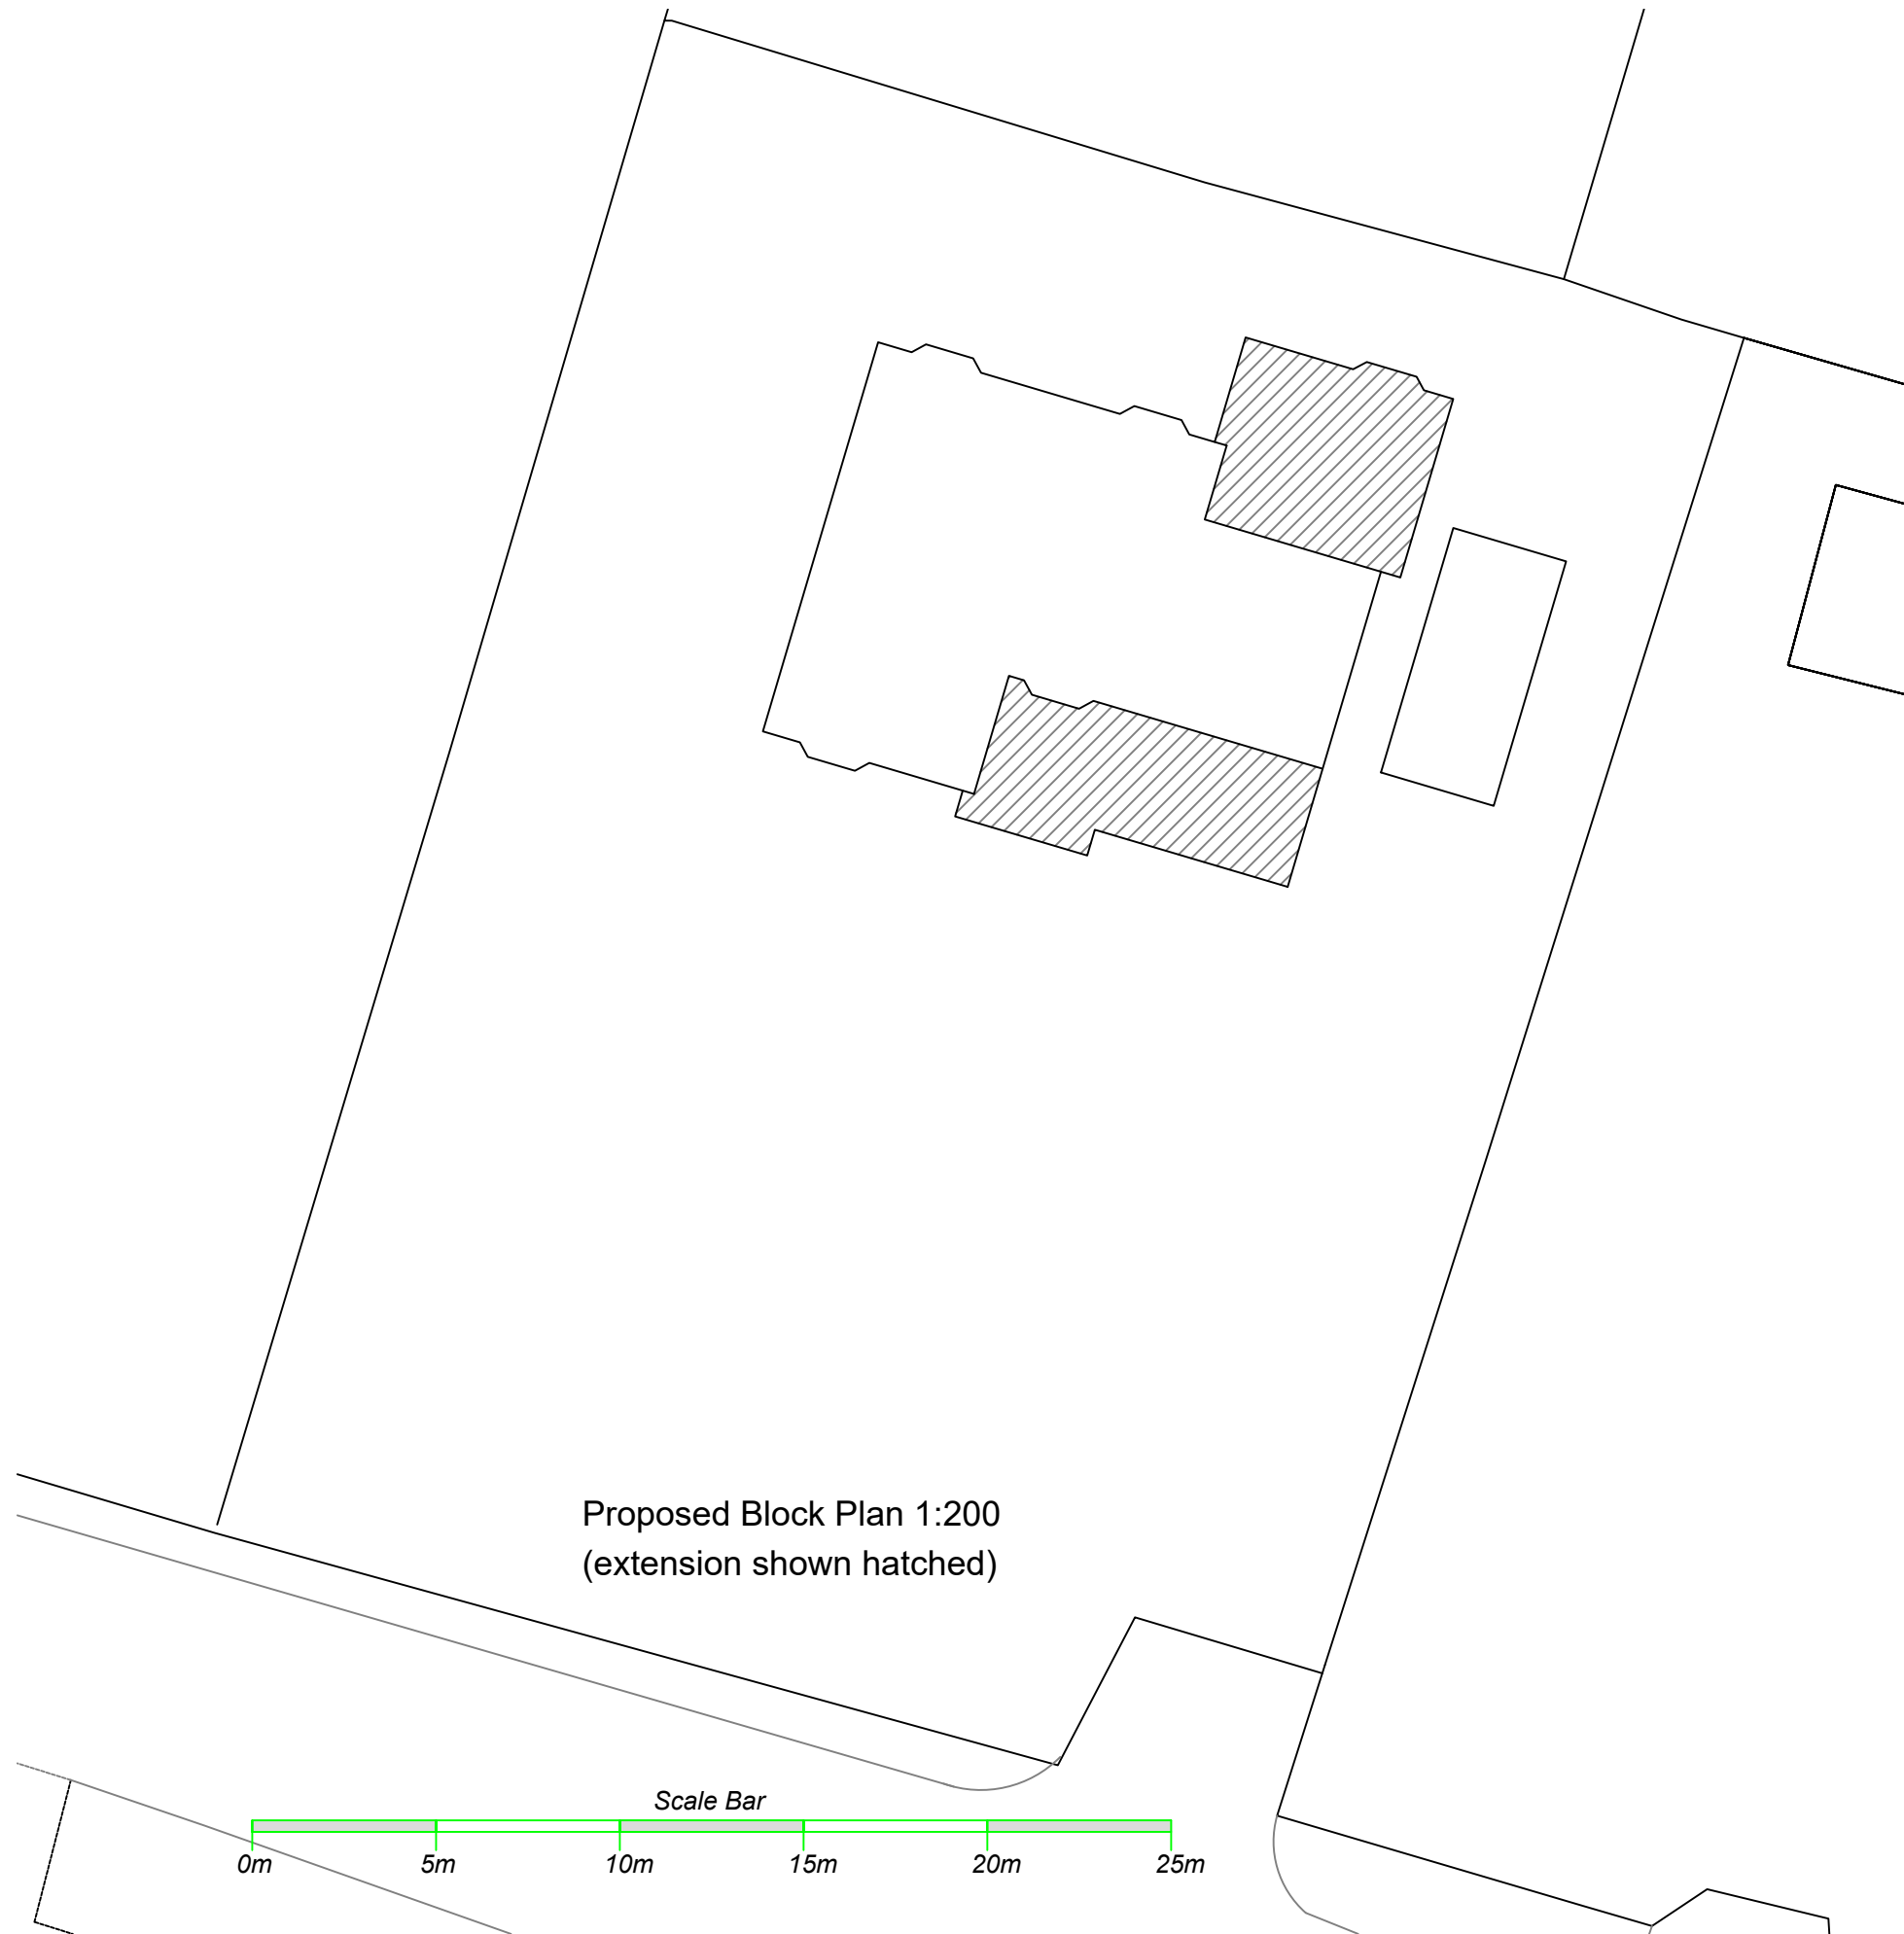 Proposed Block Plan 1:200
(extension shown hatched)
Scale Bar
0m 5m 10m 15m 20m 25m